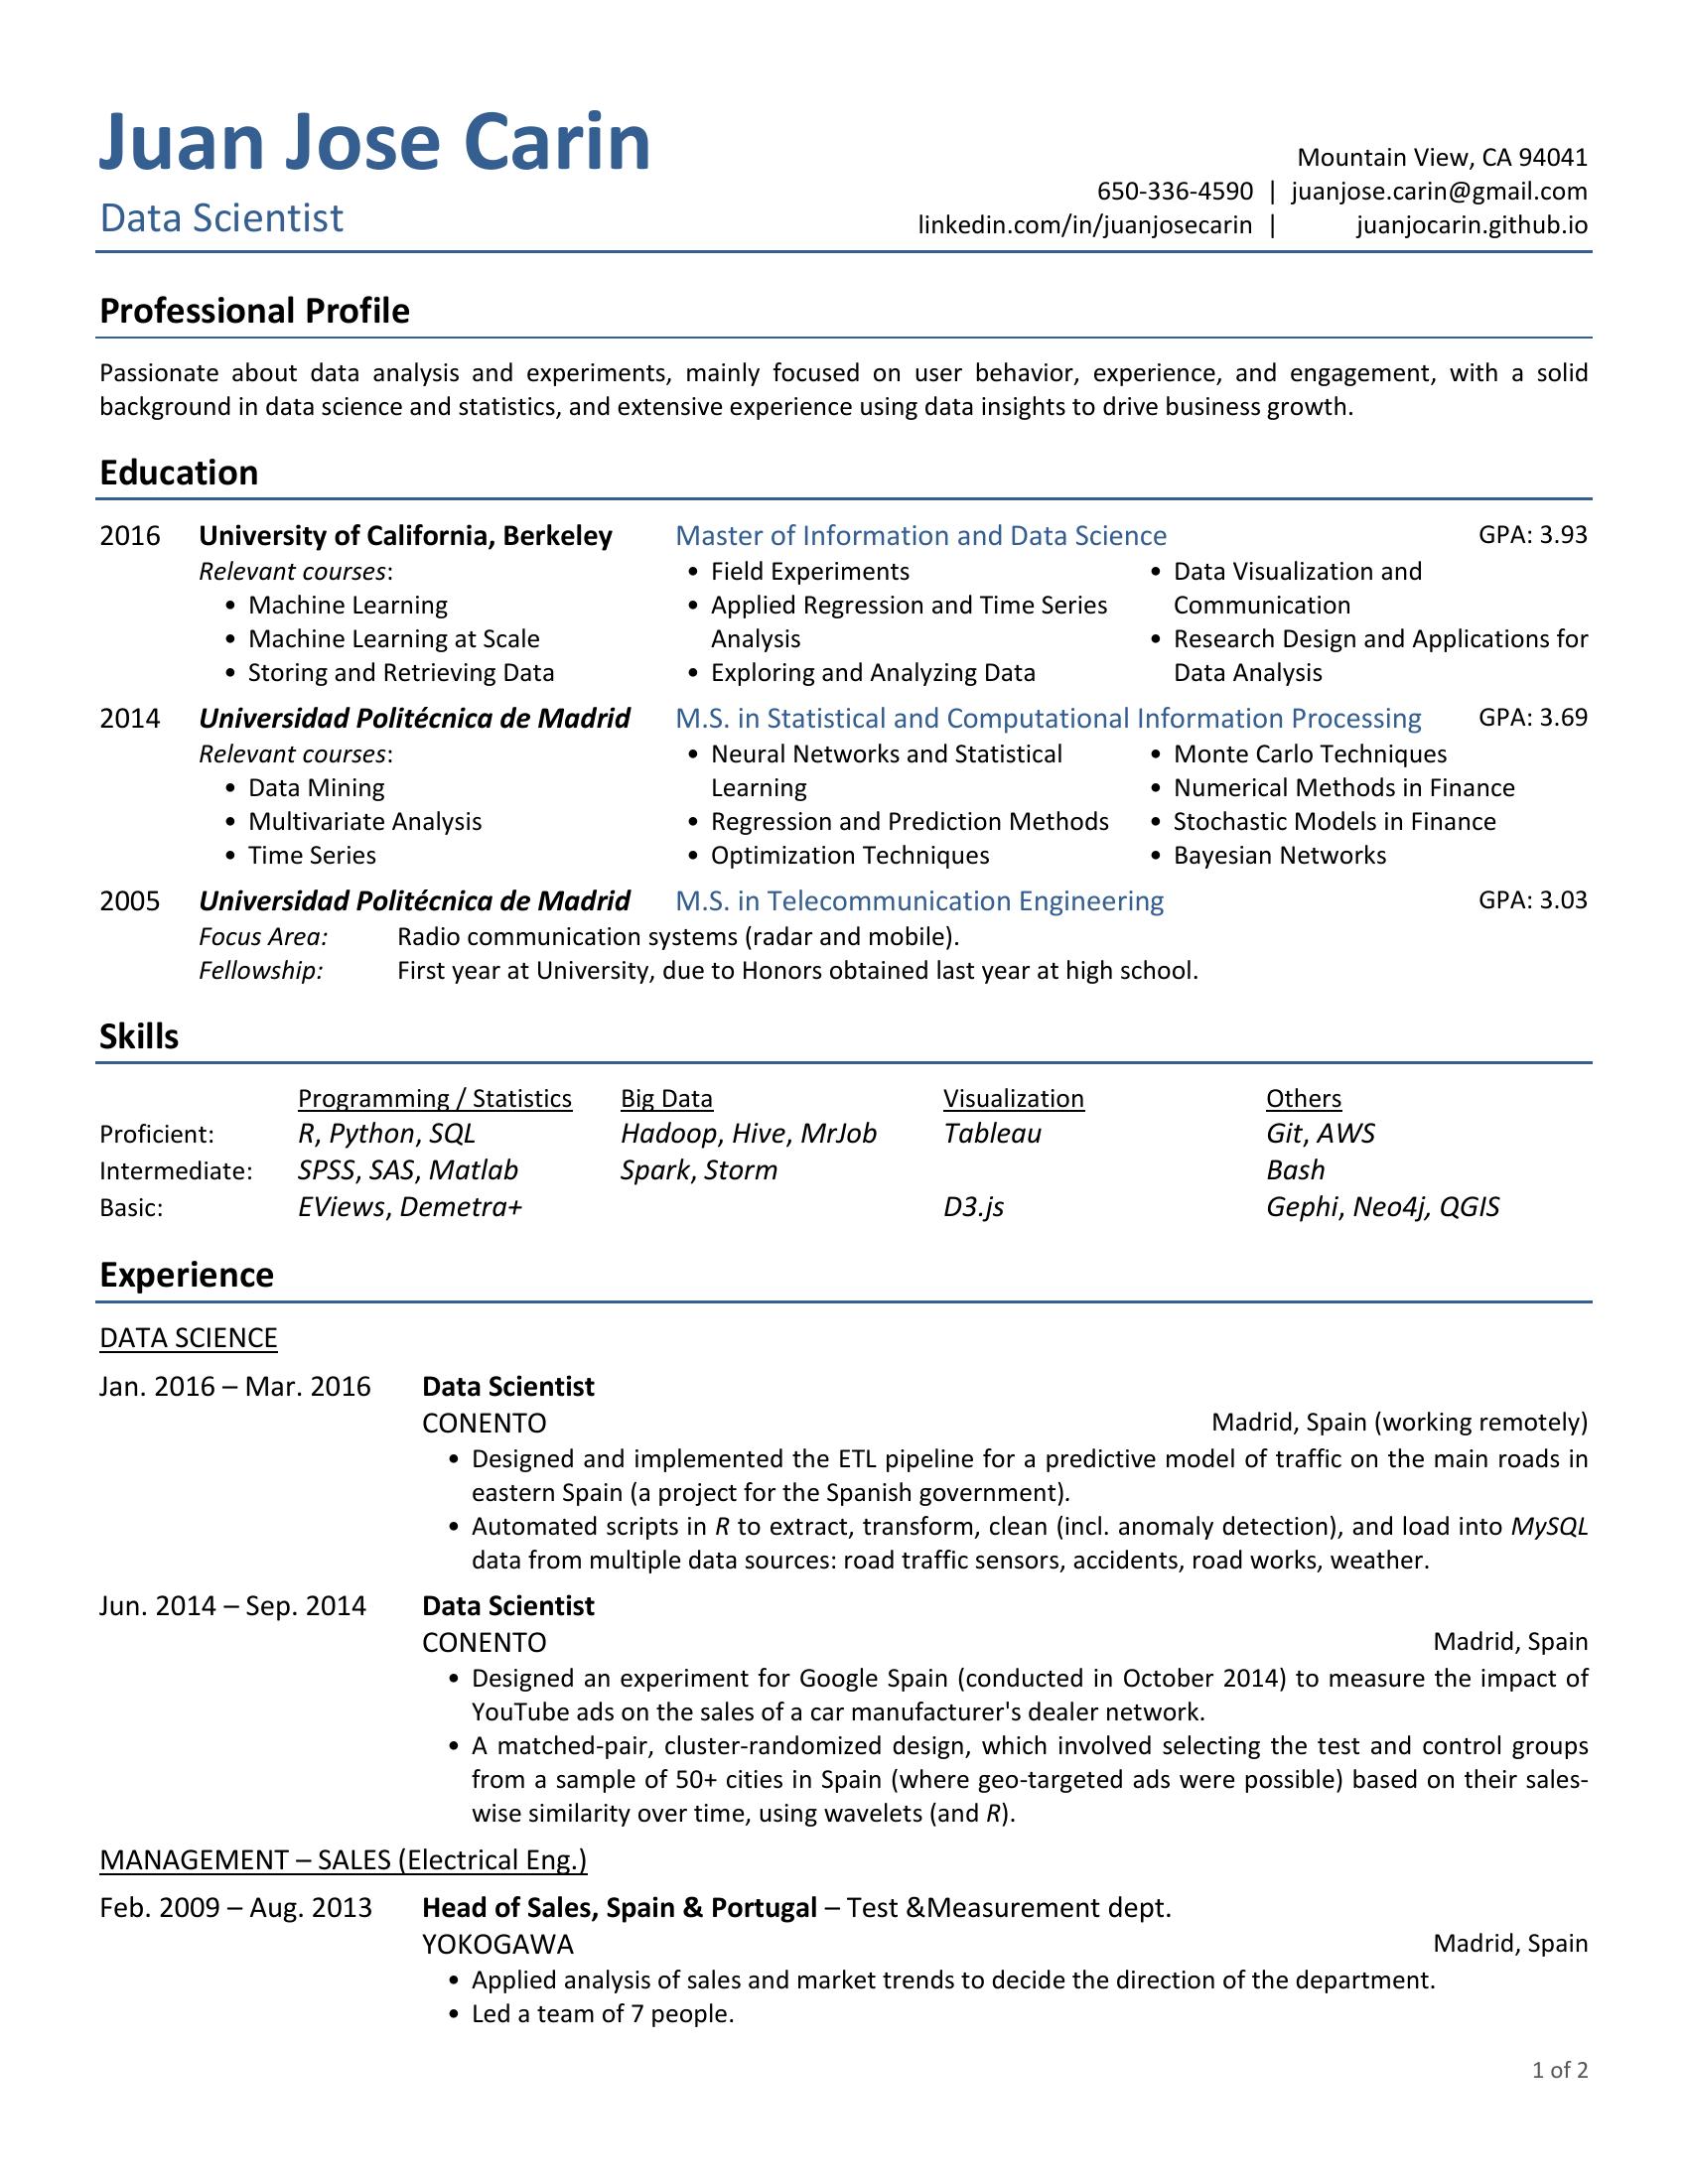 Juan Jose Carin
Data Scientist
Mountain View, CA 94041
650-336-4590 | juanjose.carin@gmail.com
linkedin.com/in/juanjosecarin | juanjocarin.github.io
Professional Profile
Passionate about data analysis and experiments, mainly focused on user behavior, experience, and engagement, with a solid
background in data science and statistics, and extensive experience using data insights to drive business growth.
Education
2016 University of California, Berkeley Master of Information and Data Science GPA: 3.93
Relevant courses:
• Machine Learning
• Machine Learning at Scale
• Storing and Retrieving Data
• Field Experiments
• Applied Regression and Time Series
Analysis
• Exploring and Analyzing Data
• Data Visualization and
Communication
• Research Design and Applications for
Data Analysis
2014 Universidad Politécnica de Madrid M.S. in Statistical and Computational Information Processing GPA: 3.69
Relevant courses:
• Data Mining
• Multivariate Analysis
• Time Series
• Neural Networks and Statistical
Learning
• Regression and Prediction Methods
• Optimization Techniques
• Monte Carlo Techniques
• Numerical Methods in Finance
• Stochastic Models in Finance
• Bayesian Networks
2005 Universidad Politécnica de Madrid M.S. in Telecommunication Engineering GPA: 3.03
Focus Area: Radio communication systems (radar and mobile).
Fellowship: First year at University, due to Honors obtained last year at high school.
Skills
Programming / Statistics Big Data Visualization Others
Proficient: R, Python, SQL Hadoop, Hive, MrJob Tableau Git, AWS
Intermediate: SPSS, SAS, Matlab Spark, Storm Bash
Basic: EViews, Demetra+ D3.js Gephi, Neo4j, QGIS
Experience
DATA SCIENCE
Jan. 2016 – Mar. 2016 Data Scientist
CONENTO Madrid, Spain (working remotely)
• Designed and implemented the ETL pipeline for a predictive model of traffic on the main roads in
eastern Spain (a project for the Spanish government).
• Automated scripts in R to extract, transform, clean (incl. anomaly detection), and load into MySQL
data from multiple data sources: road traffic sensors, accidents, road works, weather.
Jun. 2014 – Sep. 2014 Data Scientist
CONENTO Madrid, Spain
• Designed an experiment for Google Spain (conducted in October 2014) to measure the impact of
YouTube ads on the sales of a car manufacturer's dealer network.
• A matched-pair, cluster-randomized design, which involved selecting the test and control groups
from a sample of 50+ cities in Spain (where geo-targeted ads were possible) based on their sales-
wise similarity over time, using wavelets (and R).
MANAGEMENT – SALES (Electrical Eng.)
Feb. 2009 – Aug. 2013 Head of Sales, Spain & Portugal – Test &Measurement dept.
YOKOGAWA Madrid, Spain
• Applied analysis of sales and market trends to decide the direction of the department.
• Led a team of 7 people.
1 of 2